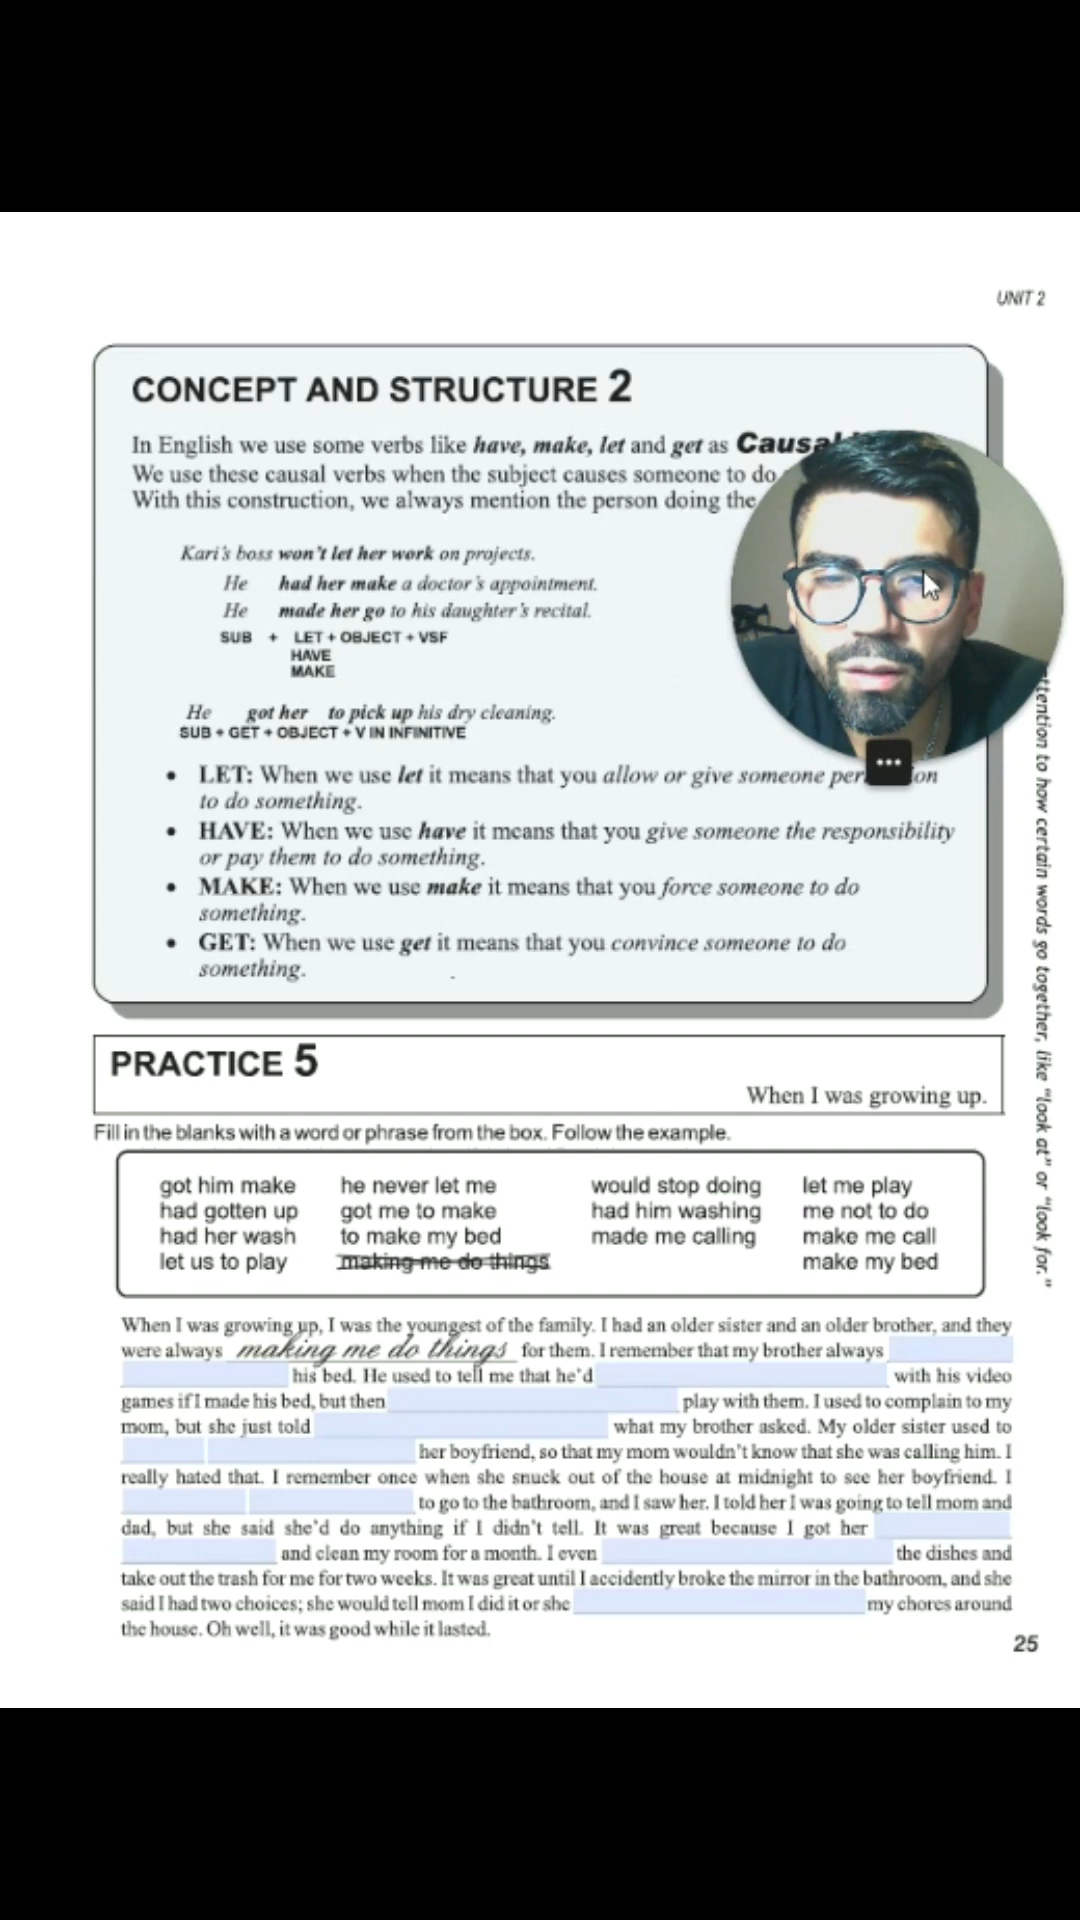 UNIT 2
CONCEPT AND STRUCTURE 2
In English we use some verbs like have, make, let and get as
We use these causal verbs when the subject causes someone to do
With this construction, we always mention the person doing the
Kari's boss won't let her work on projects.
He had her make a doctor's appointment.
He made her go to his daughter's recital.
SUB + LET + OBJECT + VSF
HAVE
MAKE
He got her to pick up his dry cleaning.
SUB + GET + OBJECT + V IN INFINITIVE
• LET: When we use let it means that you allow or give someone
to do something.
• HAVE: When we use have it means that you give someone the responsibility
or pay them to do something.
• MAKE: When we use make it means that you force someone to do
something.
• GET: When we use get it means that you convince someone to do
something.
to how certain words go together, like "look at" or "look for."
PRACTICE 5
When I was growing up.
Fill in the blanks with a word or phrase from the box. Follow the example.
got him make he never let me would stop doing let me play
had gotten up got me to make had him washing me not to do
had her wash to make my bed made me calling make me call
let us to play making me do things make my bed
When I was growing up, I was the youngest of the family. I had an older sister and an older brother, and they
were always making me do things for them. I remember that my brother always
his bed. He used to tell me that he'd with his video
games if I made his bed, but then play with them. I used to complain to my
mom, but she just told what my brother asked. My older sister used to
her boyfriend, so that my mom wouldn't know that she was calling him. I
really hated that. I remember once when she snuck out of the house at midnight to see her boyfriend. I
to go to the bathroom, and I saw her. I told her I was going to tell mom and
dad, but she said she'd do anything if I didn't tell. It was great because I got her
and clean my room for a month. I even the dishes and
take out the trash for me for two weeks. It was great until I accidently broke the mirror in the bathroom, and she
said I had two choices; she would tell mom I did it or she my chores around
the house. Oh well, it was good while it lasted.
25